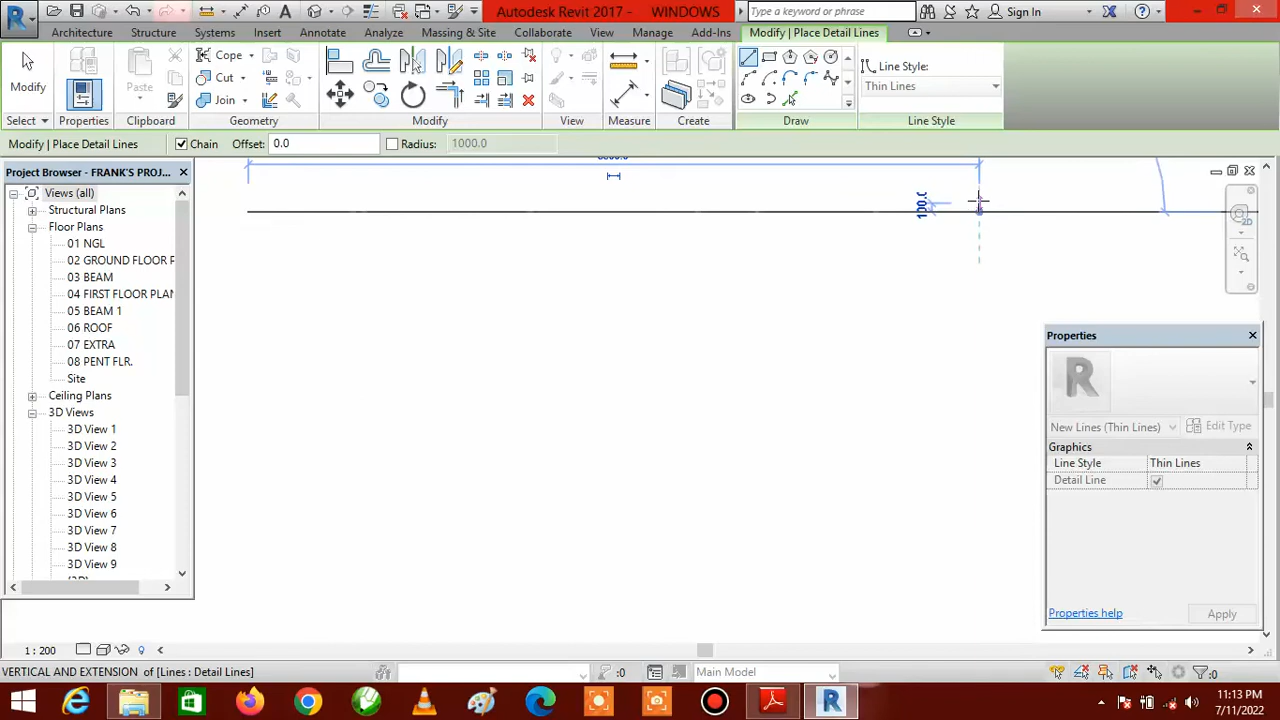 Autodesk Revit 2017 - WINDOWS
Type a keyword or phrase
Sign In
Architecture Structure Systems Insert Annotate Analyze Massing & Site Collaborate View Manage Add-Ins Modify | Place Detail Lines
Modify
Paste
Cope
Cut
Join
Line Style:
Thin Lines
Select Properties Clipboard Geometry Modify View Measure Create Draw Line Style
Modify | Place Detail Lines Chain Offset: 0.0 Radius: 1000.0
Project Browser - FRANK'S PROJ...
Views (all)
Structural Plans
Floor Plans
01 NGL
02 GROUND FLOOR P
03 BEAM
04 FIRST FLOOR PLAN
05 BEAM 1
06 ROOF
07 EXTRA
08 PENT FLR.
Site
Ceiling Plans
3D Views
3D View 1
3D View 2
3D View 3
3D View 4
3D View 5
3D View 6
3D View 7
3D View 8
3D View 9
2D
Properties
New Lines (Thin Lines) Edit Type
Graphics
Line Style Thin Lines
Detail Line
Properties help Apply
1 : 200
VERTICAL AND EXTENSION of [Lines : Detail Lines]
:0
Main Model
:0
11:13 PM
7/11/2022